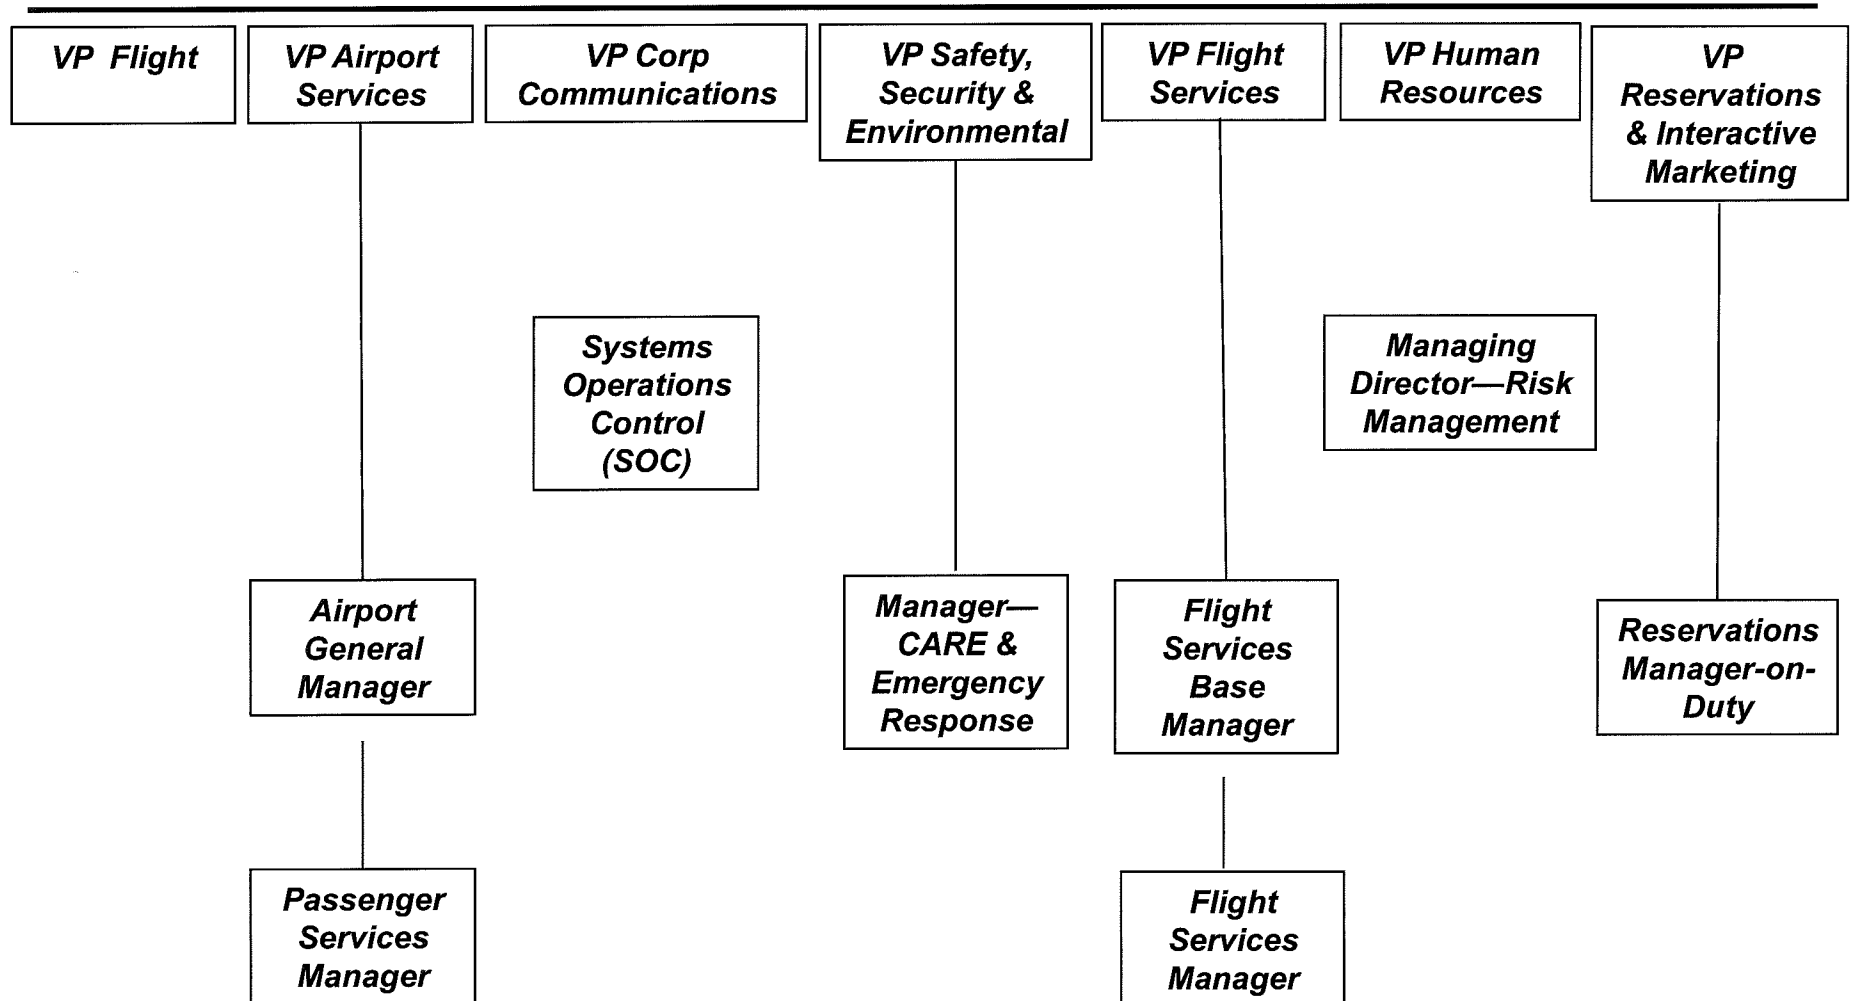 VP Flight
VP Airport
Services
VP Corp
Communications
VP Safety,
Security &
Environmental
VP Flight
Services
VP Human
Resources
VP
Reservations
& Interactive
Marketing
Systems
Operations
Control
(SOC)
Managing
Director—Risk
Management
Airport
General
Manager
Manager—
CARE &
Emergency
Response
Flight
Services
Base
Manager
Reservations
Manager-on-
Duty
Passenger
Services
Manager
Flight
Services
Manager